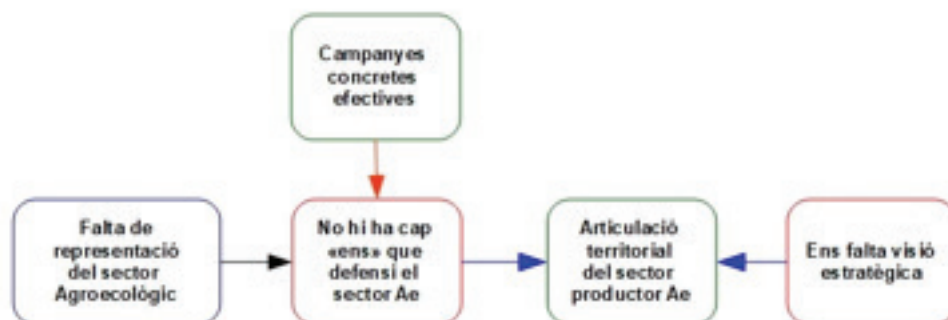 Campanyes
concretes
efectives
Falta de
representació
del sector
Agroecològic
No hi ha cap
«ens» que
defensi el
sector Ae
Articulació
territorial
del sector
productor Ae
Ens falta visió
estratègica